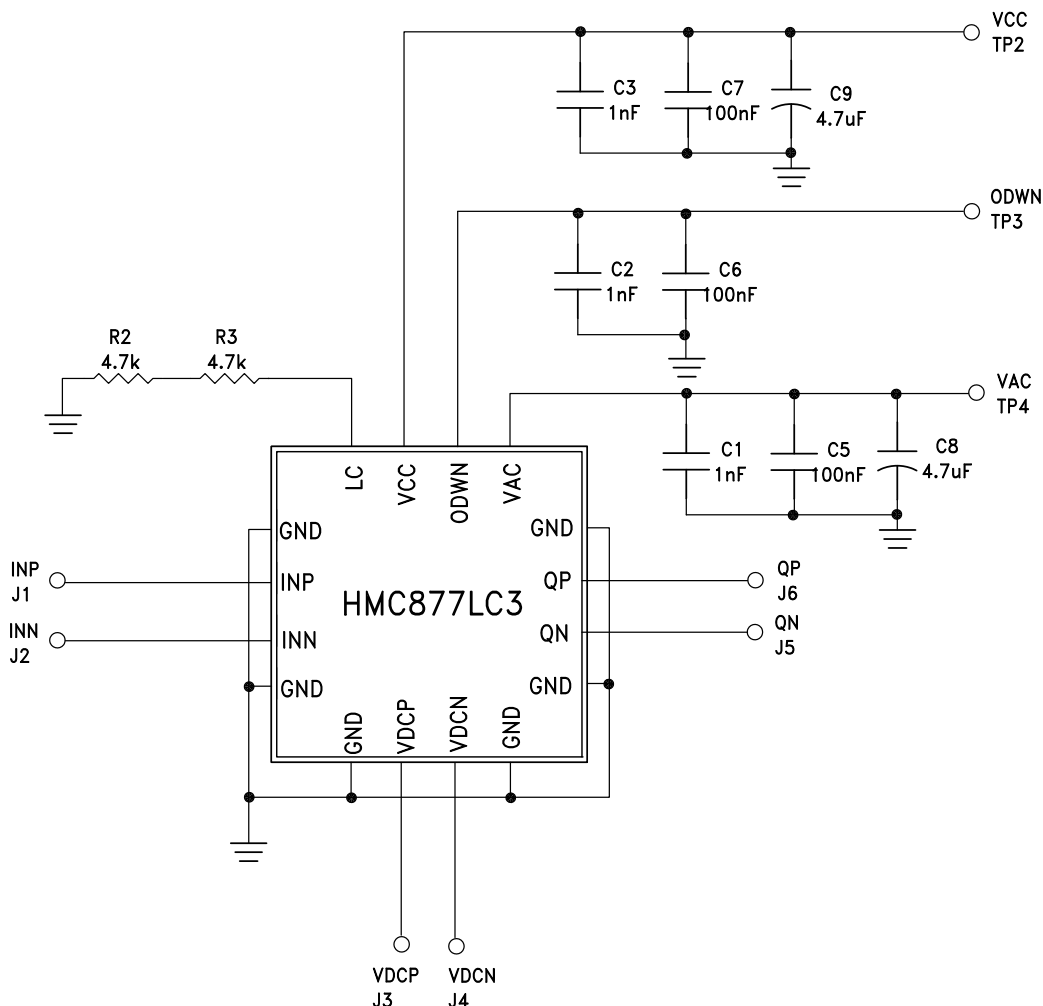 VCC
TP2
C3
1nF
C7
100nF
C9
4.7uF
ODWN
TP3
C2
1nF
C6
100nF
R2
4.7k
R3
4.7k
VAC
TP4
C1
1nF
C5
100nF
C8
4.7uF
LC
VCC
ODWN
VAC
GND
GND
INP
J1
INP
QP
QP
J6
HMC877LC3
INN
J2
INN
QN
QN
J5
GND
GND
GND
VDCP
VDCN
GND
VDCP
J3
VDCN
J4